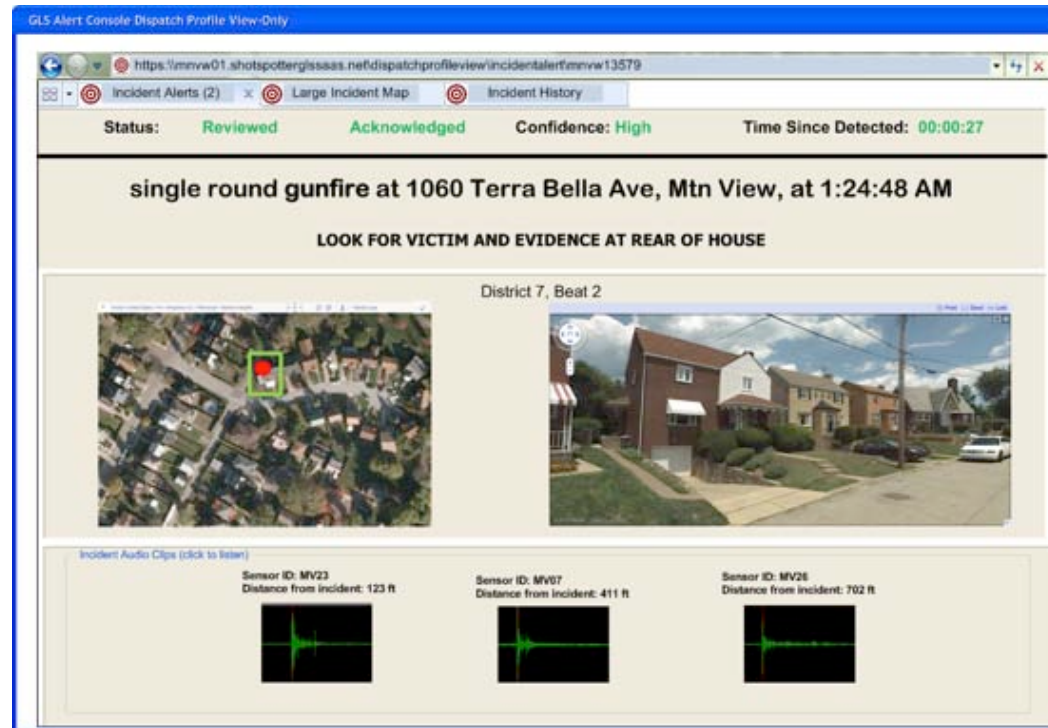 GLS Alert Console Dispatch Profile View-Only
https:\\mnvw01.shotspotterglssaas.net\dispatchprofileview\incidentalert\mnvw13579
Incident Alerts (2) x Large Incident Map Incident History
Status: Reviewed Acknowledged Confidence: High Time Since Detected: 00:00:27
single round gunfire at 1060 Terra Bella Ave, Mtn View, at 1:24:48 AM
LOOK FOR VICTIM AND EVIDENCE AT REAR OF HOUSE
District 7, Beat 2
Incident Audio Clips (click to listen)
Sensor ID: MV23
Distance from incident: 123 ft
Sensor ID: MV07
Distance from incident: 411 ft
Sensor ID: MV26
Distance from incident: 702 ft